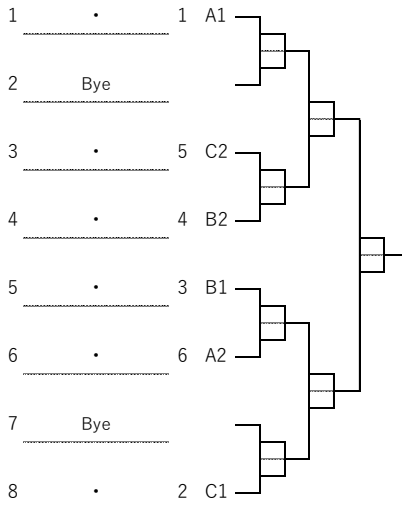 1 • 1 A1
2 Bye
3 • 5 C2
4 • 4 B2
5 • 3 B1
6 • 6 A2
7 Bye
8 • 2 C1